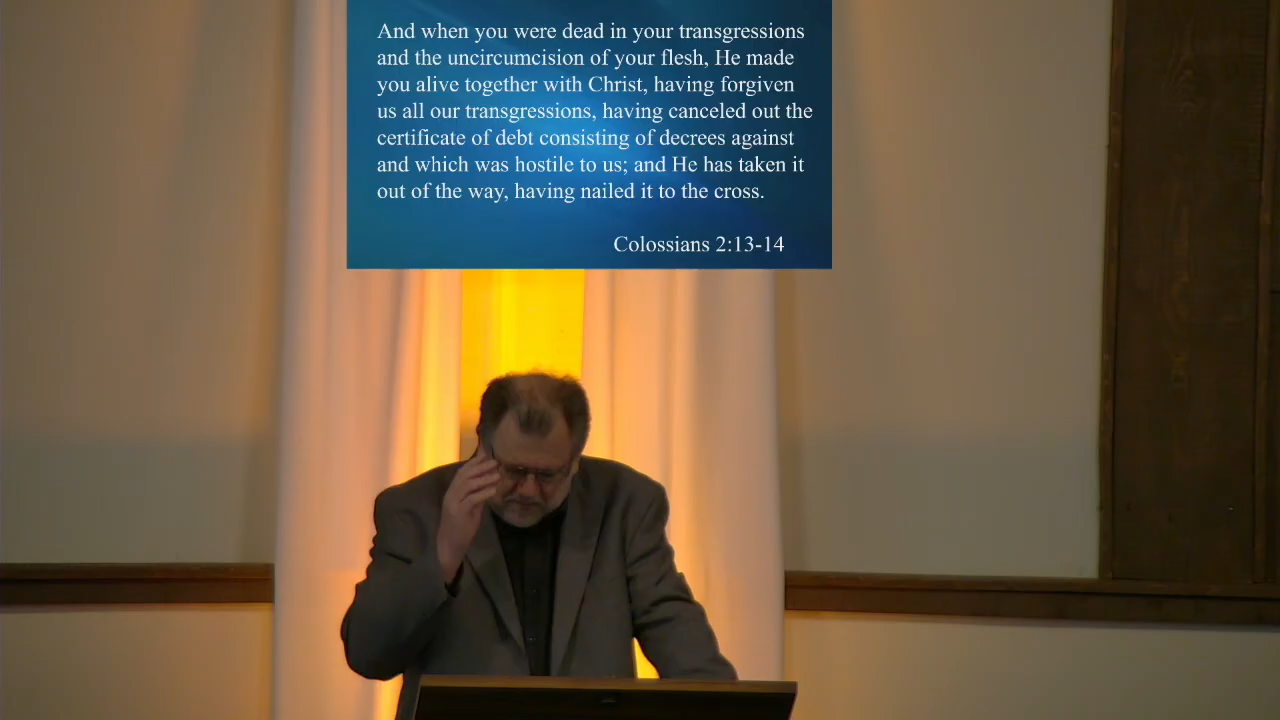 And when you were dead in your transgressions
and the uncircumcision of your flesh, He made
you alive together with Christ, having forgiven
us all our transgressions, having canceled out the
certificate of debt consisting of decrees against
and which was hostile to us; and He has taken it
out of the way, having nailed it to the cross.
Colossians 2:13-14